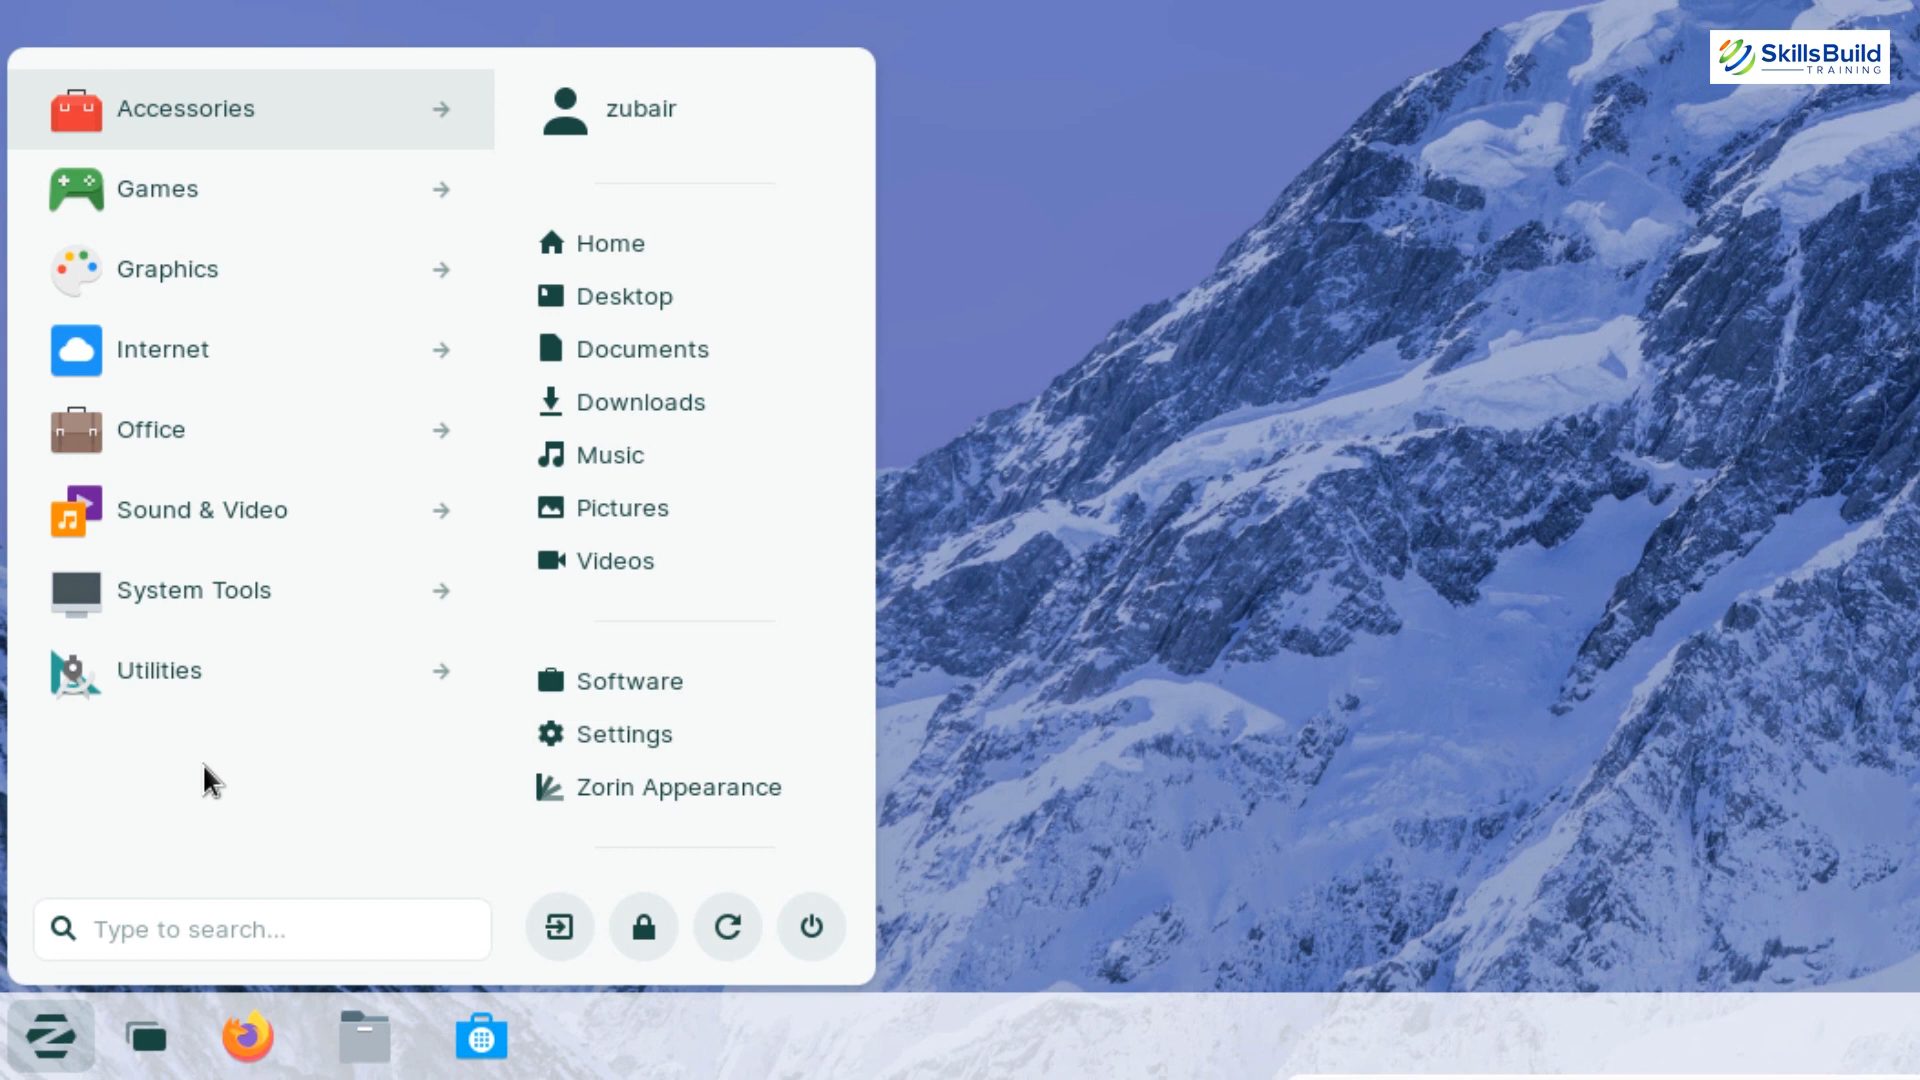 SkillsBuild
TRAINING
Accessories
Games
Graphics
Internet
Office
Sound & Video
System Tools
Utilities
Type to search...
zubair
Home
Desktop
Documents
Downloads
Music
Pictures
Videos
Software
Settings
Zorin Appearance